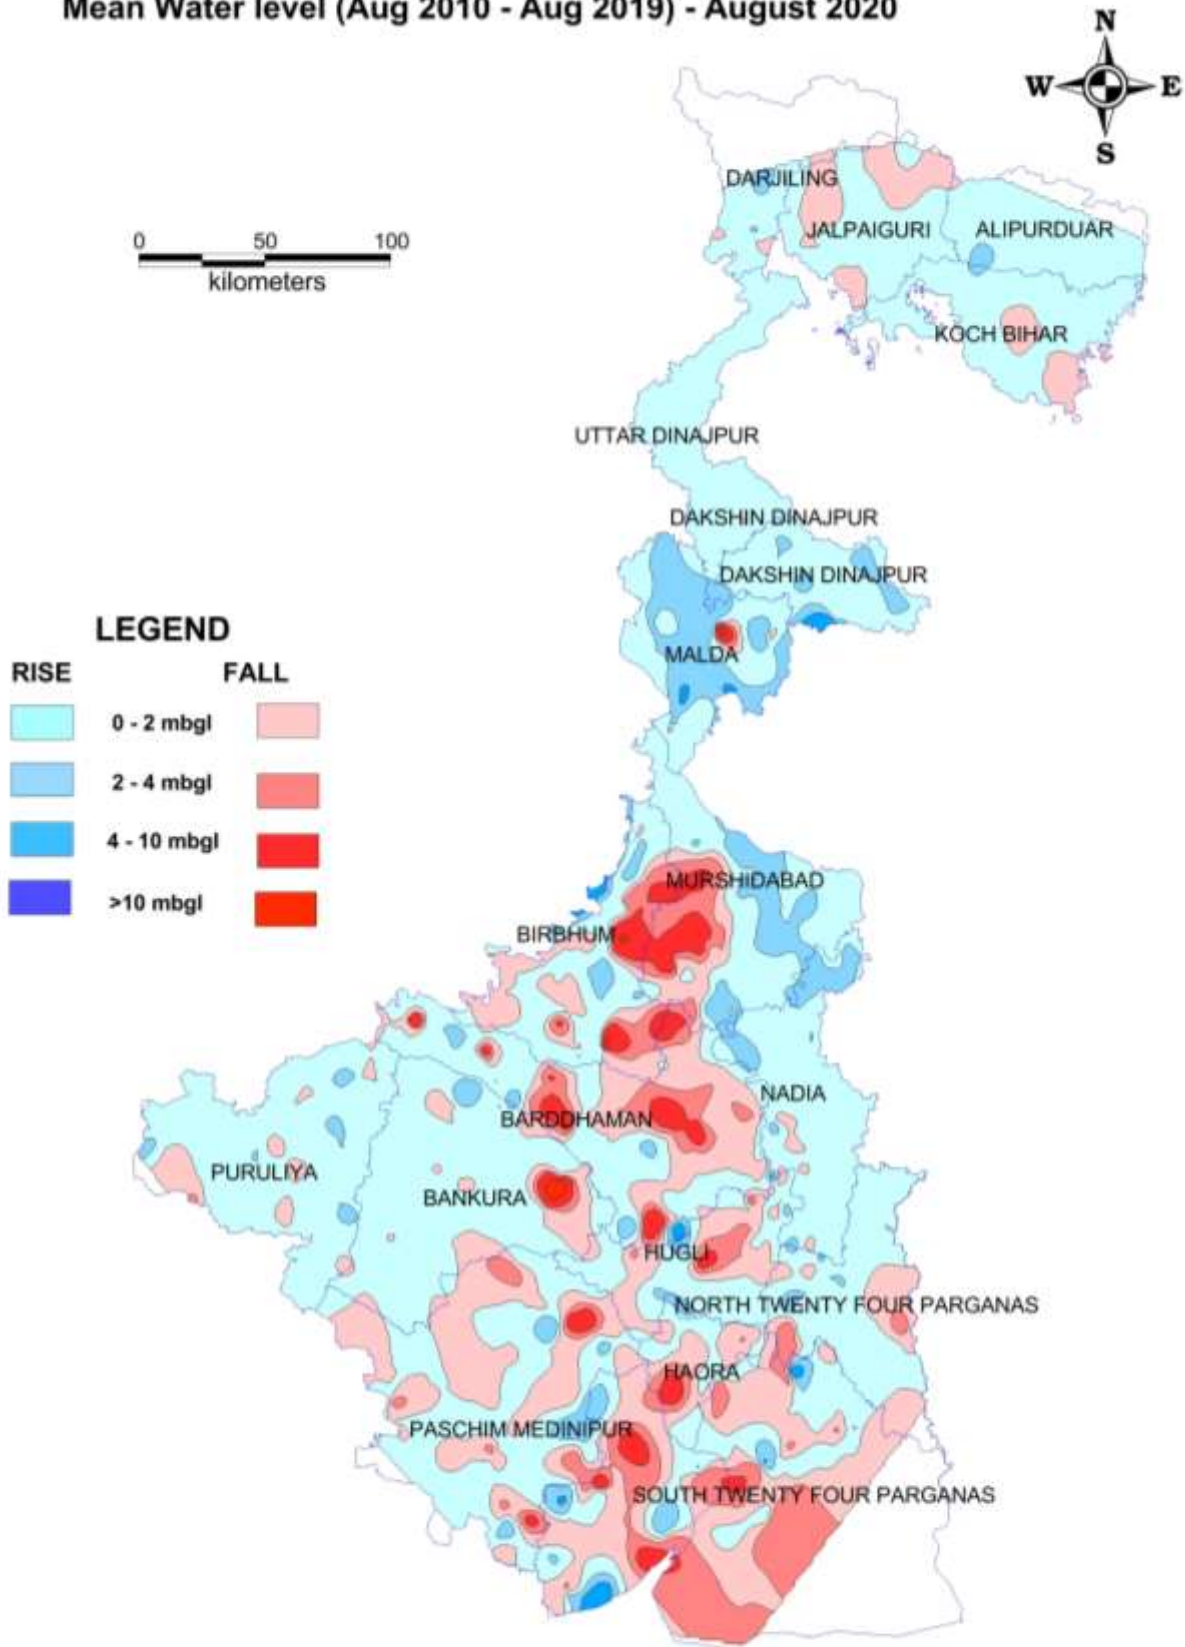 Mean Water level (Aug 2010 - Aug 2019) - August 2020
N
W E
S
DARJILING
JALPAIGURI ALIPURDUAR
0 50 100
kilometers
KOCH BIHAR
UTTAR DINAJPUR
DAKSHIN DINAJPUR
DAKSHIN DINAJPUR
MALDA
LEGEND
RISE FALL
0 - 2 mbgl
2 - 4 mbgl
4 - 10 mbgl
>10 mbgl
MURSHIDABAD
BIRBHUM
NADIA
BARDDHAMAN
PURULIYA
BANKURA
HUGLI
NORTH TWENTY FOUR PARGANAS
HAORA
PASCHIM MEDINIPUR
SOUTH TWENTY FOUR PARGANAS